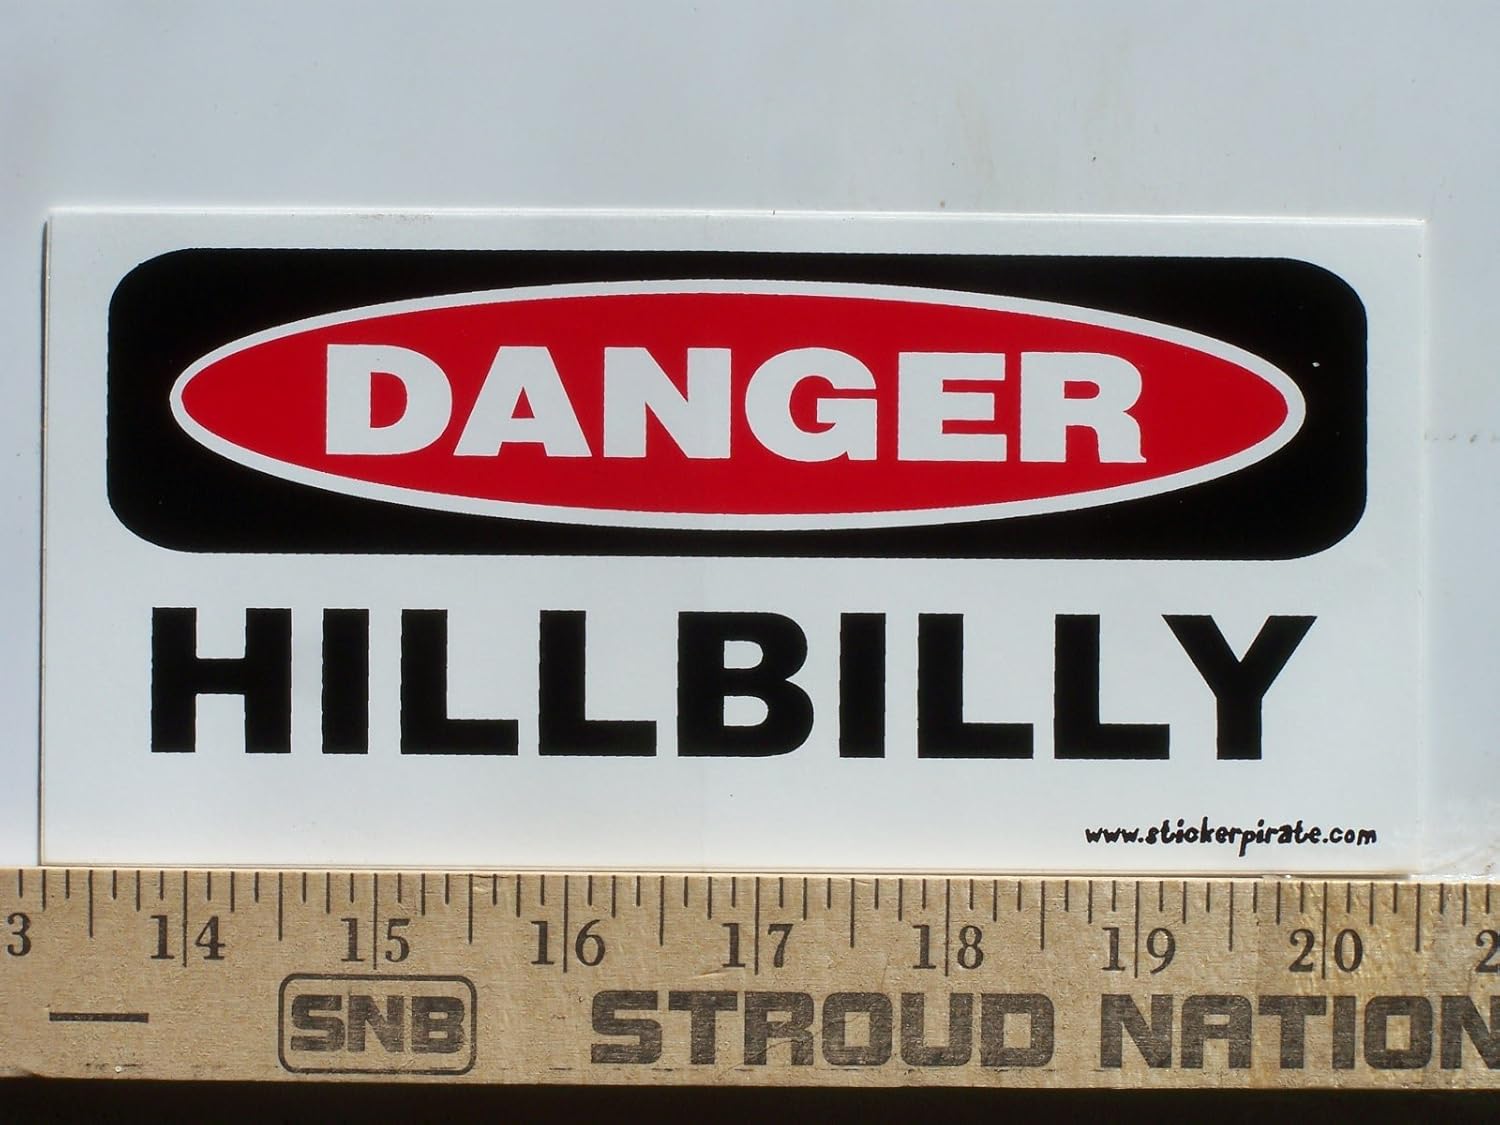 DANGER
HILLBILLY
www.stickerpirate.com
3 14 15 16 17 18 19 20 2
SNB STROUD NATION